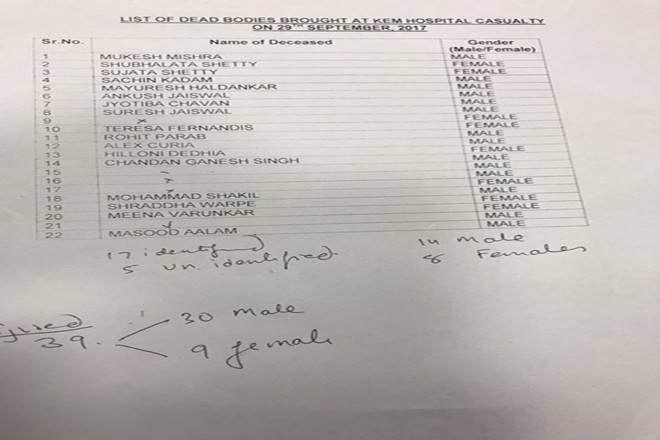 LIST OF DEAD BODIES BROUGHT AT KEM HOSPITAL CASUALTY
ON 29TH SEPTEMBER, 2017
Sr.No. Name of Deceased Gender (Male/Female)
1 MUKESH MISHRA MALE
2 SHUBHALATA SHETTY FEMALE
3 SUJATA SHETTY FEMALE
4 SACHIN KADAM MALE
5 MAYURESH HALDANKAR MALE
6 ANKUSH JAISWAL MALE
7 JYOTIBA CHAVAN MALE
8 SURESH JAISWAL MALE
9 x FEMALE
10 TERESA FERNANDIS FEMALE
11 ROHIT PARAB MALE
12 ALEX CURIA MALE
13 HILLONI DEDHIA FEMALE
14 CHANDAN GANESH SINGH MALE
15 - MALE
16 MALE
17 FEMALE
18 MOHAMMAD SHAKIL MALE
19 SHRADDHA WARPE FEMALE
20 MEENA VARUNKAR FEMALE
21 MALE
22 MASOOD AALAM MALE
17 identified 14 male
5 un. identified. 8 Females
30 male
39.
9 female